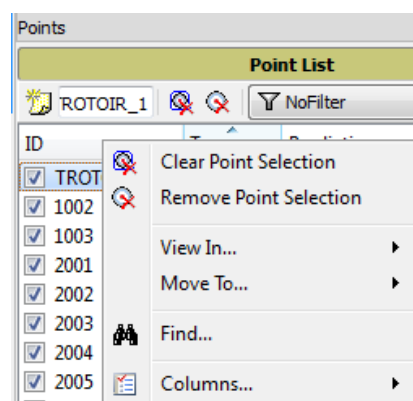 Points
Point List
ROTOIR_1 NoFilter
ID
TROT
Clear Point Selection
1002
Remove Point Selection
1003
2001
View In...
2002
Move To...
2003
Find...
2004
2005
Columns...